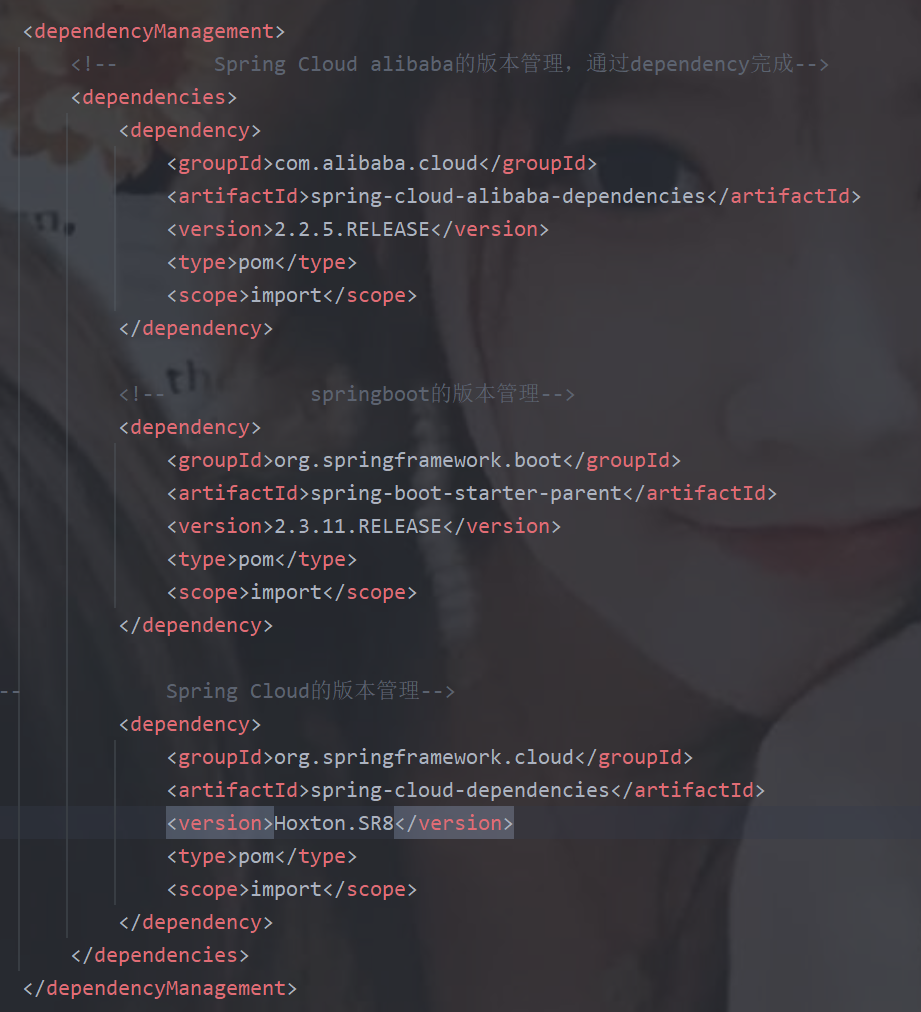 <dependencyManagement>
<!--        Spring Cloud alibaba的版本管理，通过dependency完成-->
<dependencies>
<dependency>
<groupId>com.alibaba.cloud</groupId>
<artifactId>spring-cloud-alibaba-dependencies</artifactId>
<version>2.2.5.RELEASE</version>
<type>pom</type>
<scope>import</scope>
</dependency>
<!--            springboot的版本管理-->
<dependency>
<groupId>org.springframework.boot</groupId>
<artifactId>spring-boot-starter-parent</artifactId>
<version>2.3.11.RELEASE</version>
<type>pom</type>
<scope>import</scope>
</dependency>
--            Spring Cloud的版本管理-->
<dependency>
<groupId>org.springframework.cloud</groupId>
<artifactId>spring-cloud-dependencies</artifactId>
<version>Hoxton.SR8</version>
<type>pom</type>
<scope>import</scope>
</dependency>
</dependencies>
</dependencyManagement>